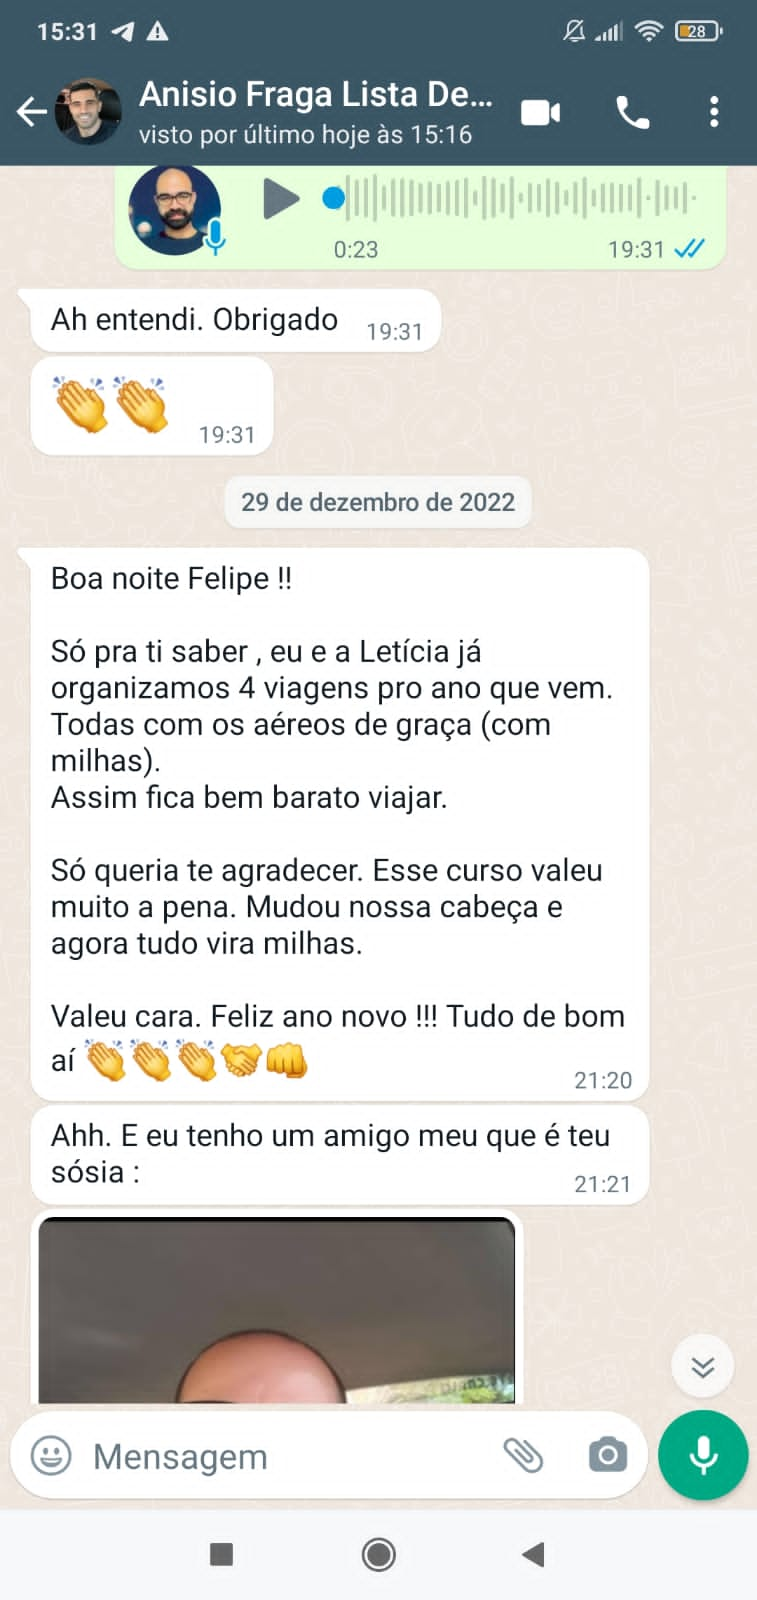 15:31
28
Anisio Fraga Lista De...
visto por último hoje às 15:16
0:23
19:31
Ah entendi. Obrigado
19:31
19:31
29 de dezembro de 2022
Boa noite Felipe !!
Só pra ti saber , eu e a Letícia já
organizamos 4 viagens pro ano que vem.
Todas com os aéreos de graça (com
milhas).
Assim fica bem barato viajar.
Só queria te agradecer. Esse curso valeu
muito a pena. Mudou nossa cabeça e
agora tudo vira milhas.
Valeu cara. Feliz ano novo !!! Tudo de bom
aí 👏👏👏🤝👊
21:20
Ahh. E eu tenho um amigo meu que é teu
sósia :
21:21
Mensagem